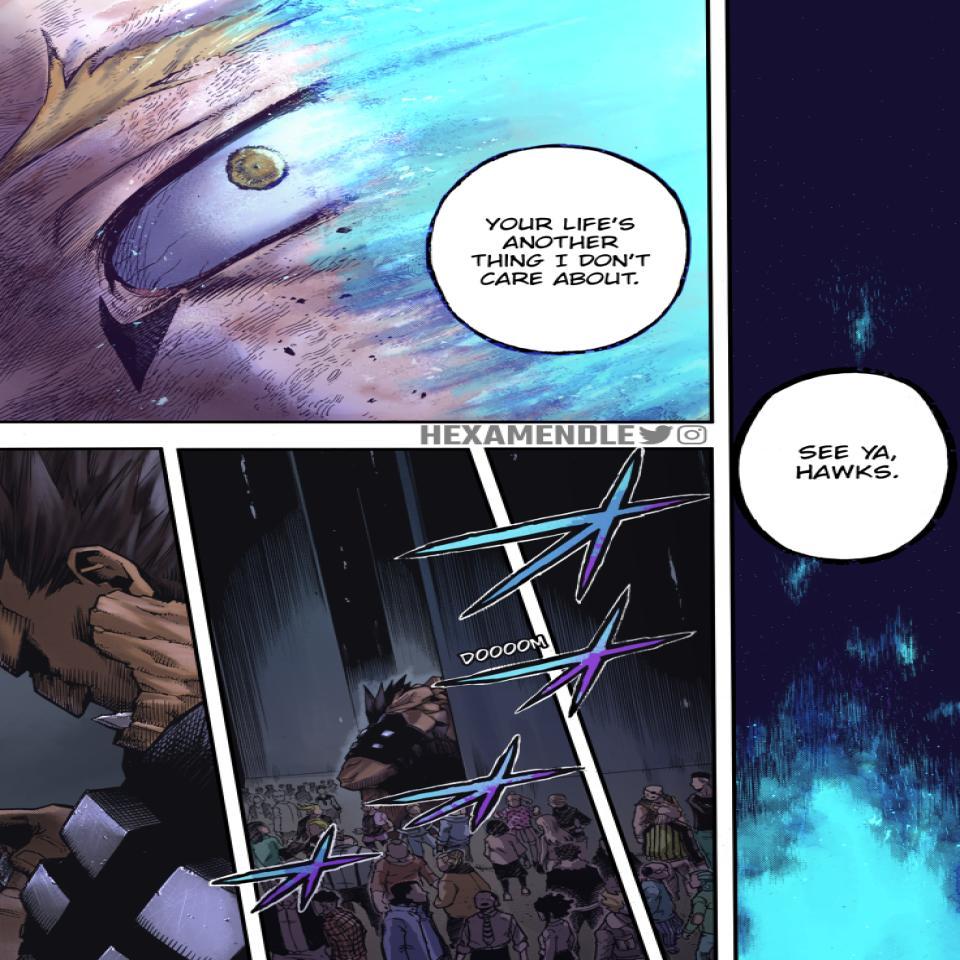 YOUR LIFE'S
ANOTHER
THING I DON'T
CARE ABOUT.
SEE YA,
HAWKS.
HEXAMENDLE
DOOOOM